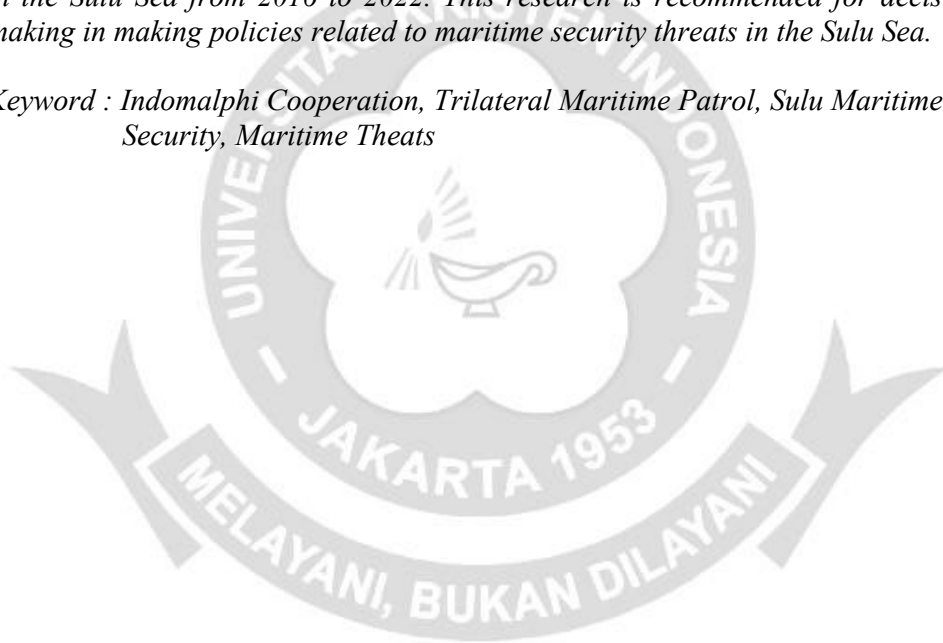 in the Sulu Sea from 2016 to 2022. This research is recommended for decis
making in making policies related to maritime security threats in the Sulu Sea.
Keyword : Indomalphi Cooperation, Trilateral Maritime Patrol, Sulu Maritime
Security, Maritime Theats
UNIVERSITAS KRISTEN INDONESIA
JAKARTA 1953
MELAYANI, BUKAN DILAYANI